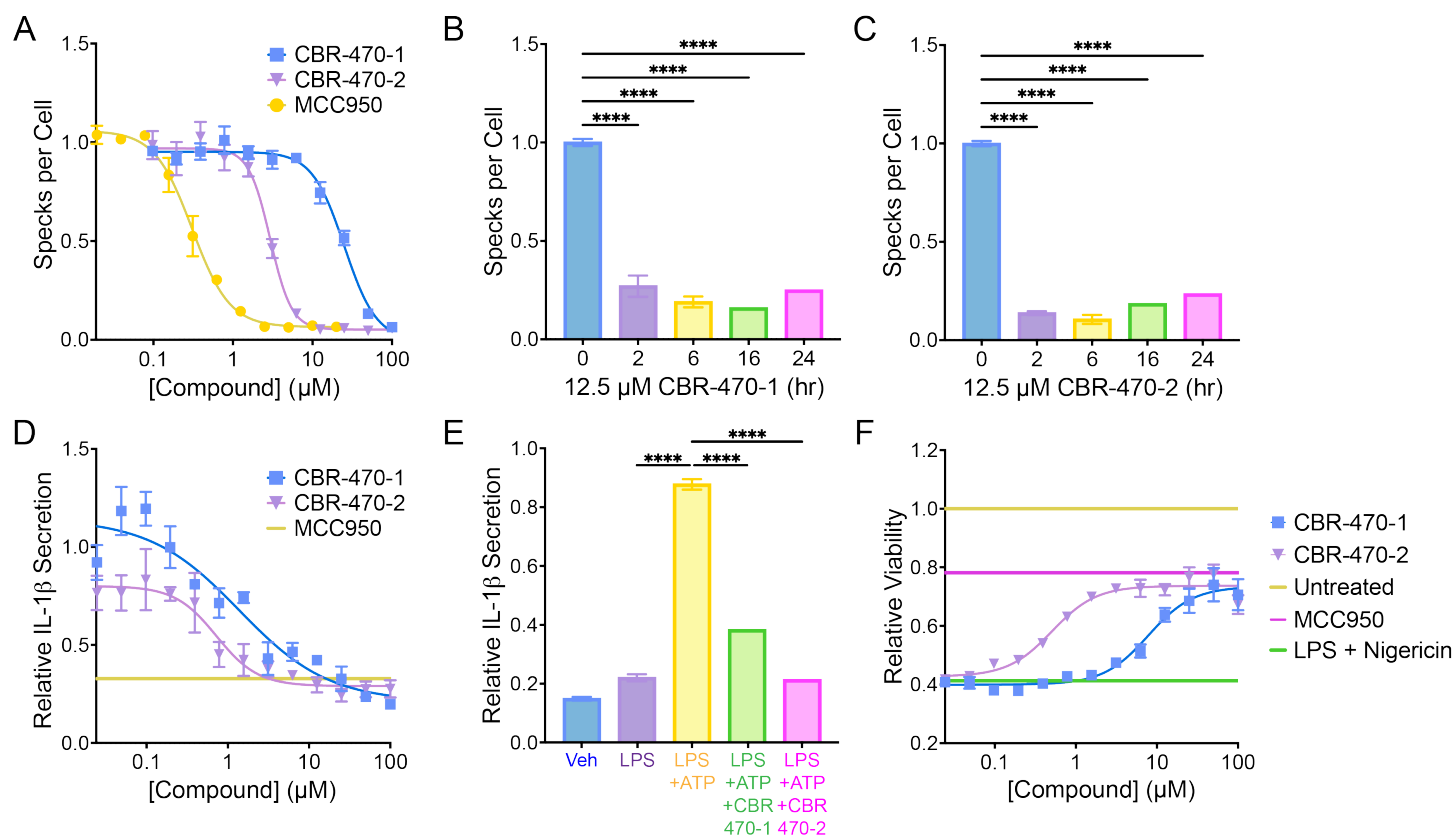 A
1.5
1.0
0.5
0.0
Specks per Cell
CBR-470-1
CBR-470-2
MCC950
0.1
1
10
100
[Compound] (µM)
B
1.5
1.0
0.5
0.0
Specks per Cell
****
****
****
****
0
2
6
16
24
12.5 µM CBR-470-1 (hr)
C
1.5
1.0
0.5
0.0
Specks per Cell
****
****
****
****
0
2
6
16
24
12.5 µM CBR-470-2 (hr)
D
1.5
1.0
0.5
0.0
Relative IL-1β Secretion
CBR-470-1
CBR-470-2
MCC950
0.1
1
10
100
[Compound] (µM)
E
1.0
0.8
0.6
0.4
0.2
0.0
Relative IL-1β Secretion
****
**** ****
Veh
LPS
LPS
+ATP
LPS
+ATP
+CBR
470-1
LPS
+ATP
+CBR
470-2
F
1.2
1.0
0.8
0.6
0.4
0.2
Relative Viability
0.1
1
10
100
[Compound] (µM)
CBR-470-1
CBR-470-2
Untreated
MCC950
LPS + Nigericin